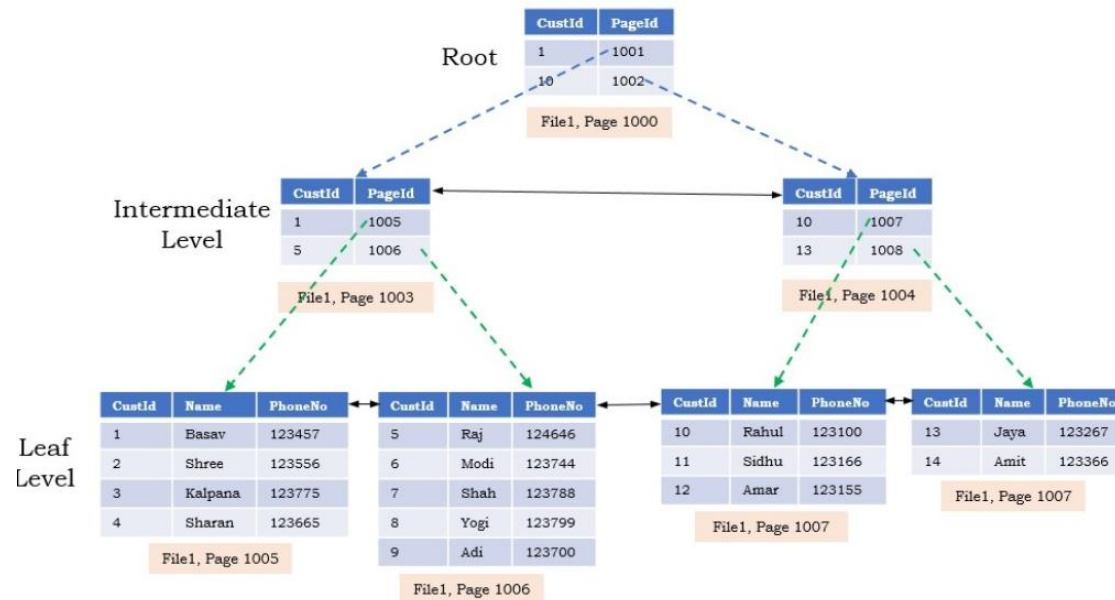 CustId PageId
1 1001
10 1002
Root
File1, Page 1000
CustId PageId
1 1005
5 1006
Intermediate
Level
File1, Page 1003
CustId PageId
10 1007
13 1008
File1, Page 1004
Leaf
Level
CustId Name PhoneNo
1 Basav 123457
2 Shree 123556
3 Kalpana 123775
4 Sharan 123665
File1, Page 1005
CustId Name PhoneNo
5 Raj 124646
6 Modi 123744
7 Shah 123788
8 Yogi 123799
9 Adi 123700
File1, Page 1006
CustId Name PhoneNo
10 Rahul 123100
11 Sidhu 123166
12 Amar 123155
File1, Page 1007
CustId Name PhoneNo
13 Jaya 123267
14 Amit 123366
File1, Page 1007